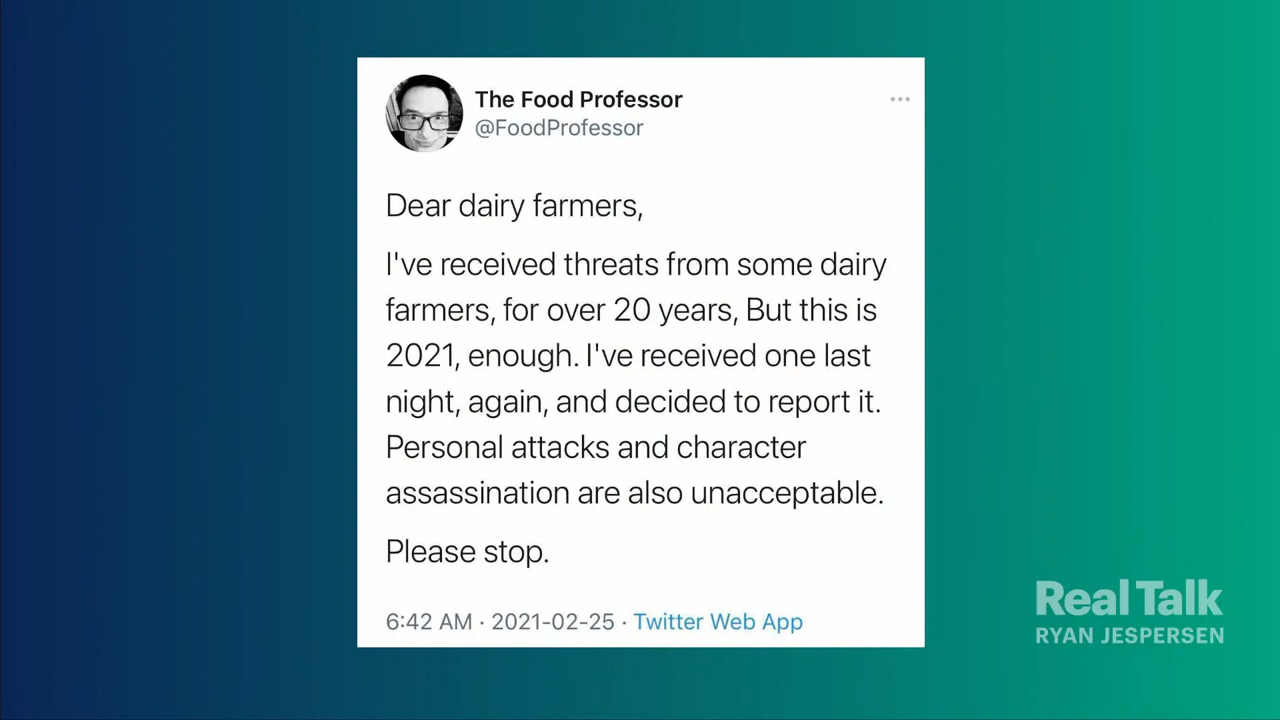 The Food Professor
@FoodProfessor
Dear dairy farmers,
I've received threats from some dairy
farmers, for over 20 years, But this is
2021, enough. I've received one last
night, again, and decided to report it.
Personal attacks and character
assassination are also unacceptable.
Please stop.
6:42 AM · 2021-02-25 · Twitter Web App
Real Talk
RYAN JESPERSEN